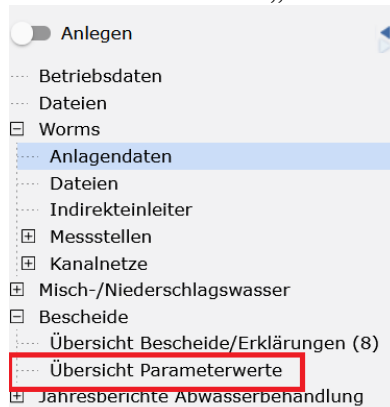 Anlegen
Betriebsdaten
Dateien
Worms
Anlagendaten
Dateien
Indirekteinleiter
Messstellen
Kanalnetze
Misch-/Niederschlagswasser
Bescheide
Übersicht Bescheide/Erklärungen (8)
Übersicht Parameterwerte
Jahresberichte Abwasserbehandlung